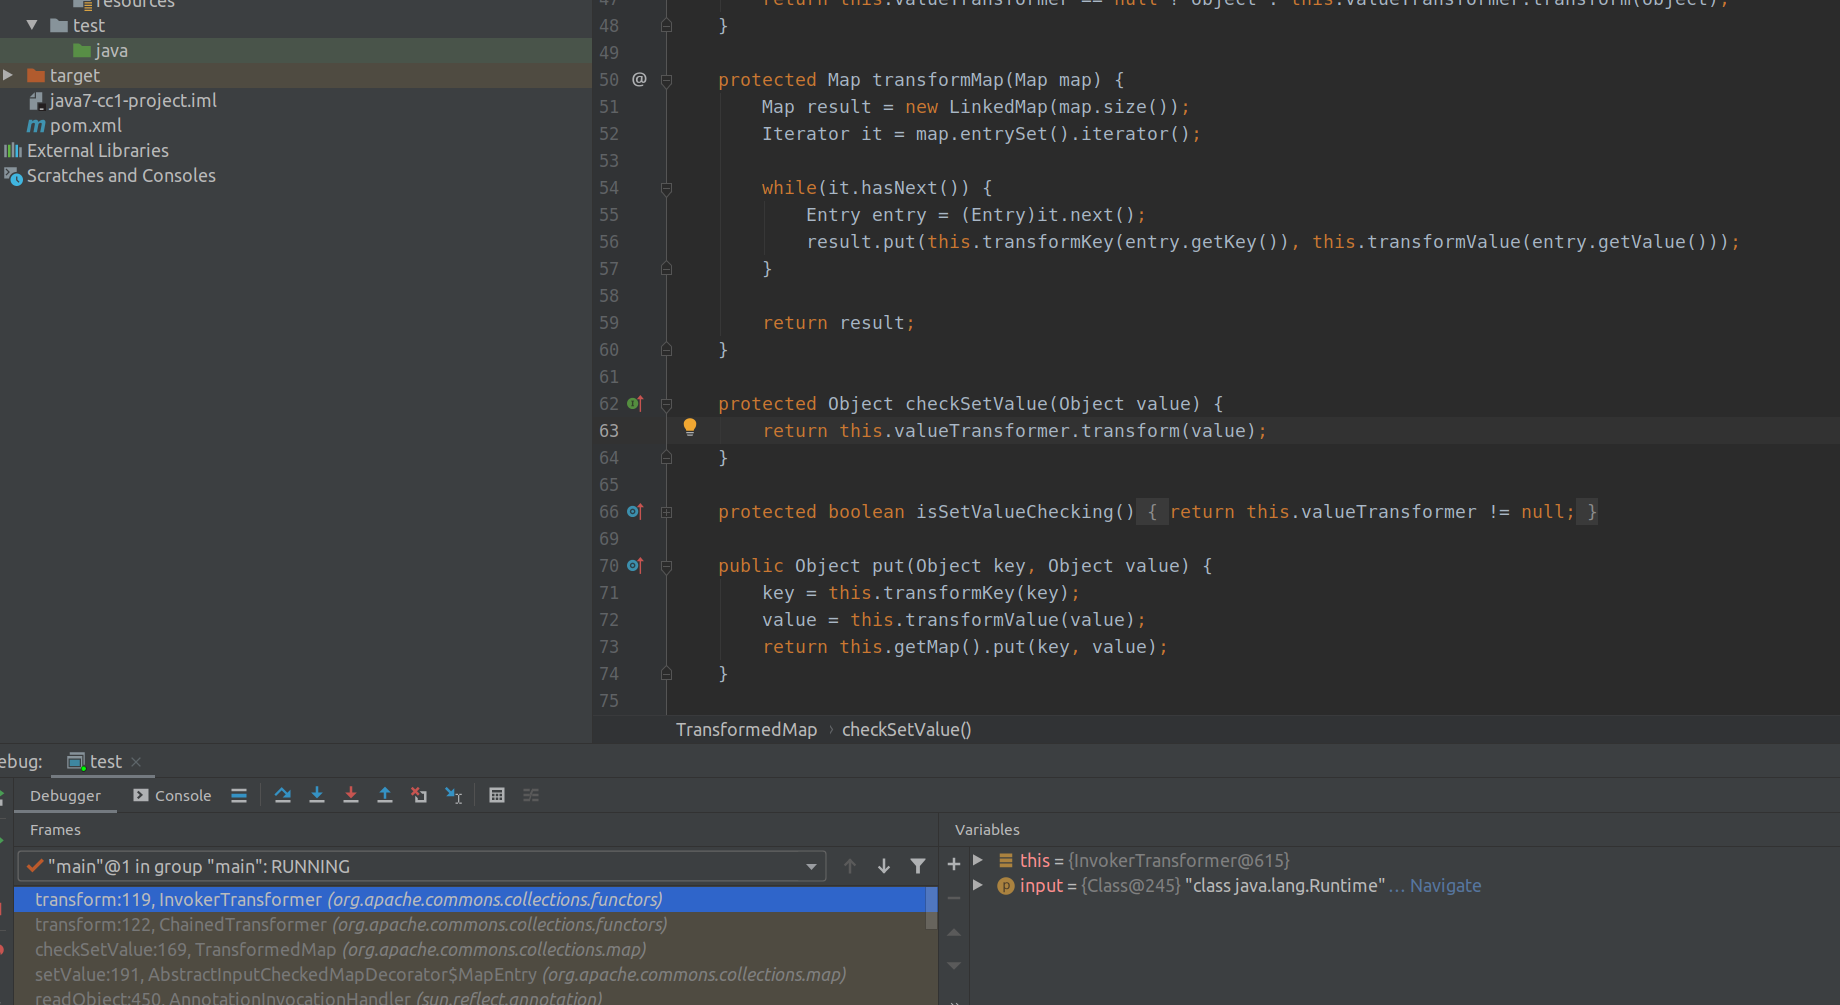 resources
test
java
target
java7-cc1-project.iml
pom.xml
External Libraries
Scratches and Consoles
47 return this.valueTransformer == null ? object : this.valueTransformer.transform(object);
48 }
49
50 @ protected Map transformMap(Map map) {
51 Map result = new LinkedMap(map.size());
52 Iterator it = map.entrySet().iterator();
53
54 while(it.hasNext()) {
55 Entry entry = (Entry)it.next();
56 result.put(this.transformKey(entry.getKey()), this.transformValue(entry.getValue()));
57 }
58
59 return result;
60 }
61
62 protected Object checkSetValue(Object value) {
63 return this.valueTransformer.transform(value);
64 }
65
66 protected boolean isSetValueChecking() { return this.valueTransformer != null; }
69
70 public Object put(Object key, Object value) {
71 key = this.transformKey(key);
72 value = this.transformValue(value);
73 return this.getMap().put(key, value);
74 }
75
TransformedMap › checkSetValue()
ebug: test ×
Debugger Console
Frames
"main"@1 in group "main": RUNNING
transform:119, InvokerTransformer (org.apache.commons.collections.functors)
transform:122, ChainedTransformer (org.apache.commons.collections.functors)
checkSetValue:169, TransformedMap (org.apache.commons.collections.map)
setValue:191, AbstractInputCheckedMapDecorator$MapEntry (org.apache.commons.collections.map)
readObject:450, AnnotationInvocationHandler (sun.reflect.annotation)
Variables
this = {InvokerTransformer@615}
input = {Class@245} "class java.lang.Runtime" ... Navigate